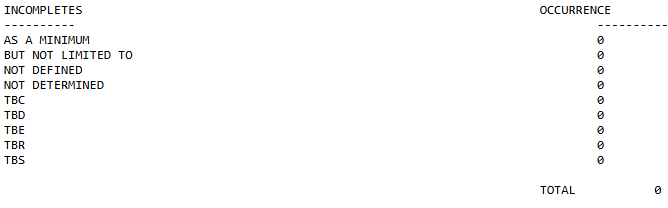 INCOMPLETES OCCURRENCE
---------- ----------
AS A MINIMUM 0
BUT NOT LIMITED TO 0
NOT DEFINED 0
NOT DETERMINED 0
TBC 0
TBD 0
TBE 0
TBR 0
TBS 0
TOTAL 0